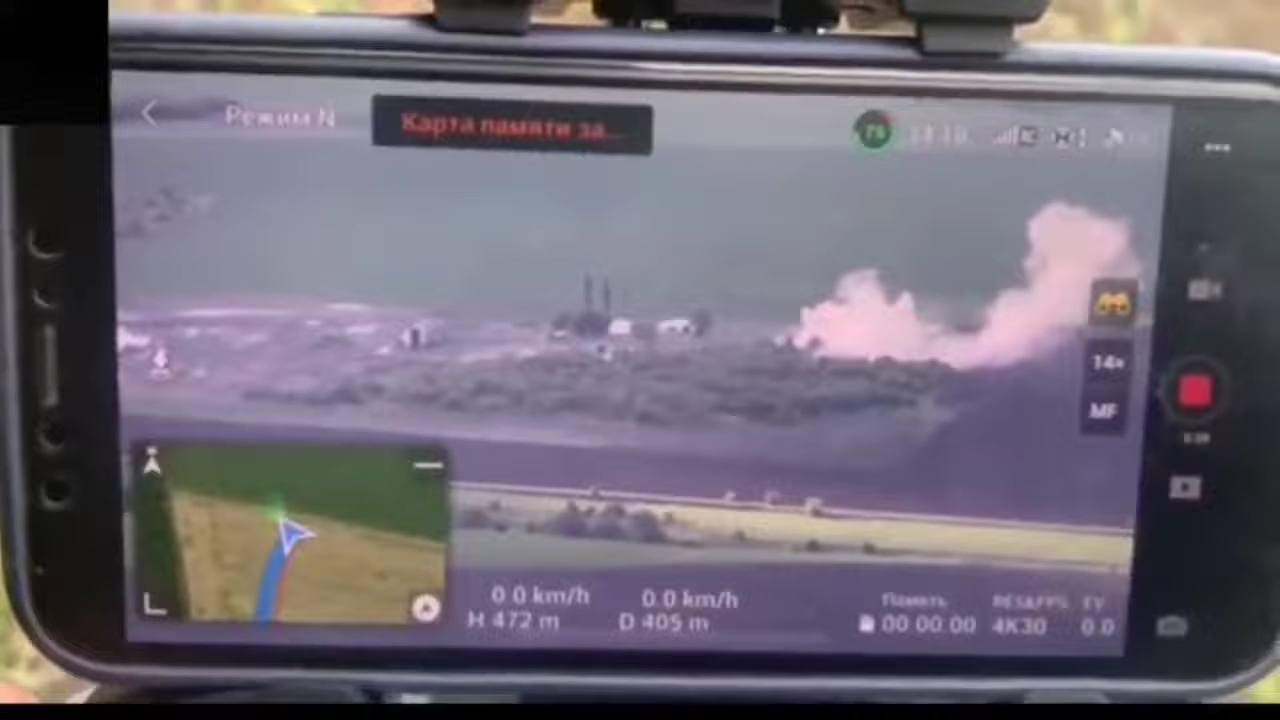 Режим N
Карта памяти за...
14×
MF
0.0 km/h
0.0 km/h
H 472 m
D 405 m
Память
RES&FPS
EV
00:00:00
4K30
0.0